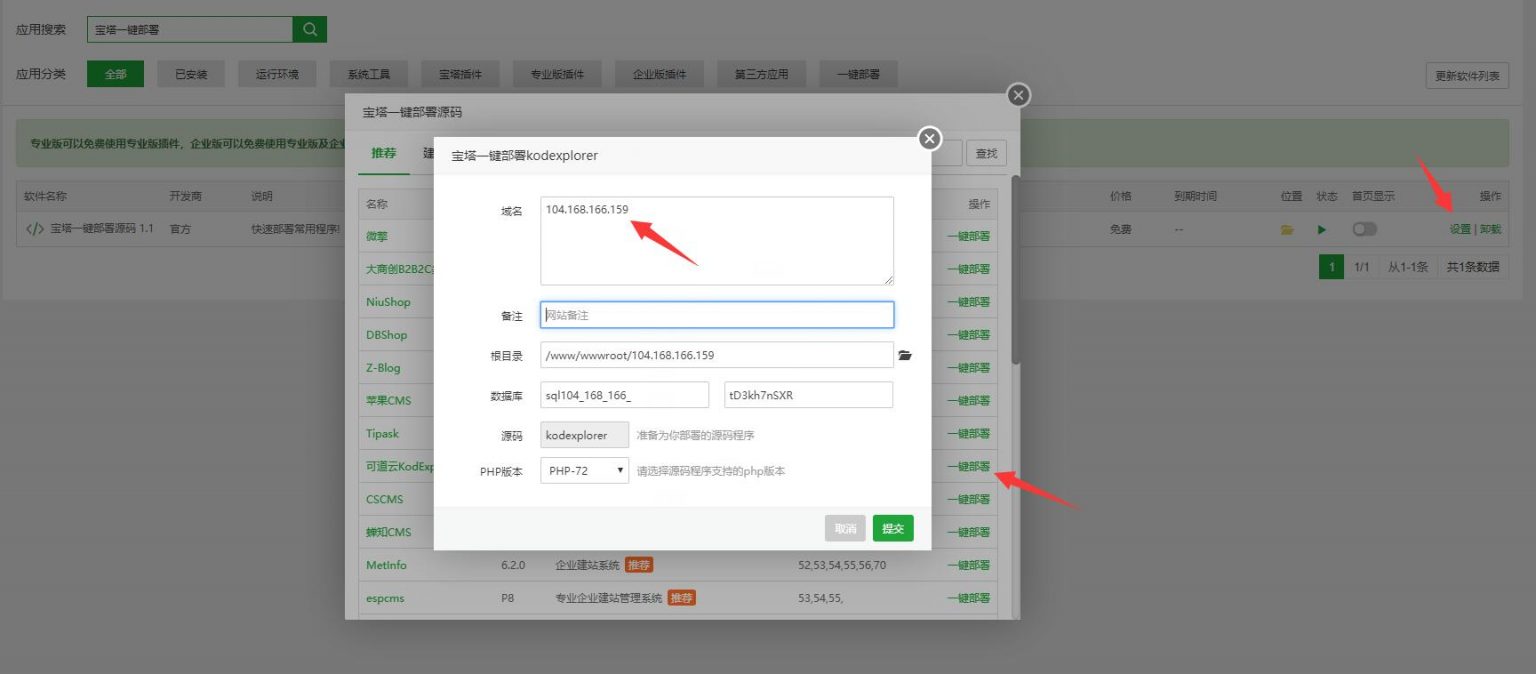 应用搜索 宝塔一键部署
应用分类 全部 已安装 运行环境 系统工具 宝塔插件 专业版插件 企业版插件 第三方应用 一键部署 更新软件列表
专业版可以免费使用专业版插件，企业版可以免费使用专业版及企业
软件名称 开发商 说明 价格 到期时间 位置 状态 首页显示 操作
宝塔一键部署源码 1.1 官方 快速部署常用程序! 免费 -- 设置 | 卸载
1 1/1 从1-1条 共1条数据
宝塔一键部署源码
推荐 建 查找
名称 操作
微擎 一键部署
大商创B2B2C 一键部署
NiuShop 一键部署
DBShop 一键部署
Z-Blog 一键部署
苹果CMS 一键部署
Tipask 一键部署
可道云KodExp 一键部署
CSCMS 一键部署
蝉知CMS 一键部署
MetInfo 6.2.0 企业建站系统 推荐 52,53,54,55,56,70 一键部署
espcms P8 专业企业建站管理系统 推荐 53,54,55, 一键部署
宝塔一键部署kodexplorer
域名 104.168.166.159
备注 网站备注
根目录 /www/wwwroot/104.168.166.159
数据库 sql104_168_166_ tD3kh7nSXR
源码 kodexplorer 准备为你部署的源码程序
PHP版本 PHP-72 请选择源码程序支持的php版本
取消 提交